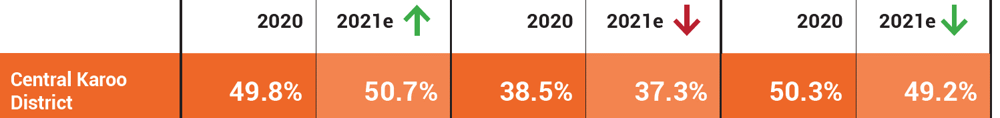 2020 2021e 2020 2021e 2020 2021e
Central Karoo
District
49.8% 50.7% 38.5% 37.3% 50.3% 49.2%